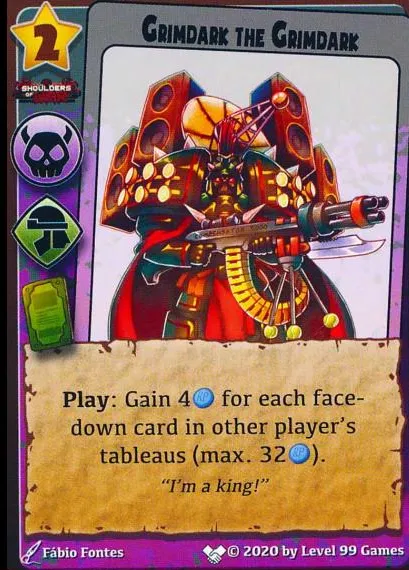 2
GRIMDARK THE GRIMDARK
SHOULDERS
OF
Play: Gain 4 for each face-
down card in other player's
tableaus (max. 32).
"I'm a king!"
Fábio Fontes
© 2020 by Level 99 Games